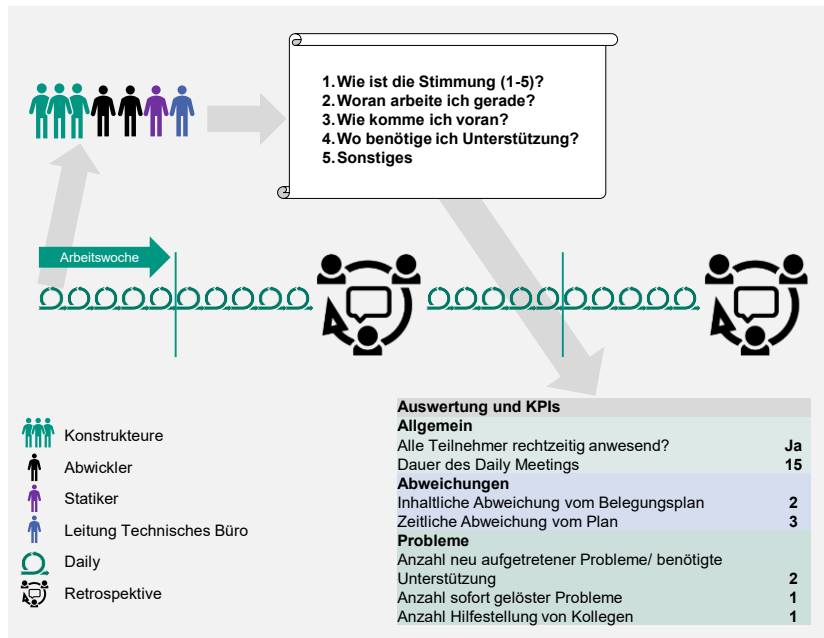 1. Wie ist die Stimmung (1-5)?
2. Woran arbeite ich gerade?
3. Wie komme ich voran?
4. Wo benötige ich Unterstützung?
5. Sonstiges
Arbeitswoche
Konstrukteure
Abwickler
Statiker
Leitung Technisches Büro
Daily
Retrospektive
Auswertung und KPIs
Allgemein
Alle Teilnehmer rechtzeitig anwesend? Ja
Dauer des Daily Meetings 15
Abweichungen
Inhaltliche Abweichung vom Belegungsplan 2
Zeitliche Abweichung vom Plan 3
Probleme
Anzahl neu aufgetretener Probleme/ benötigte
Unterstützung 2
Anzahl sofort gelöster Probleme 1
Anzahl Hilfestellung von Kollegen 1